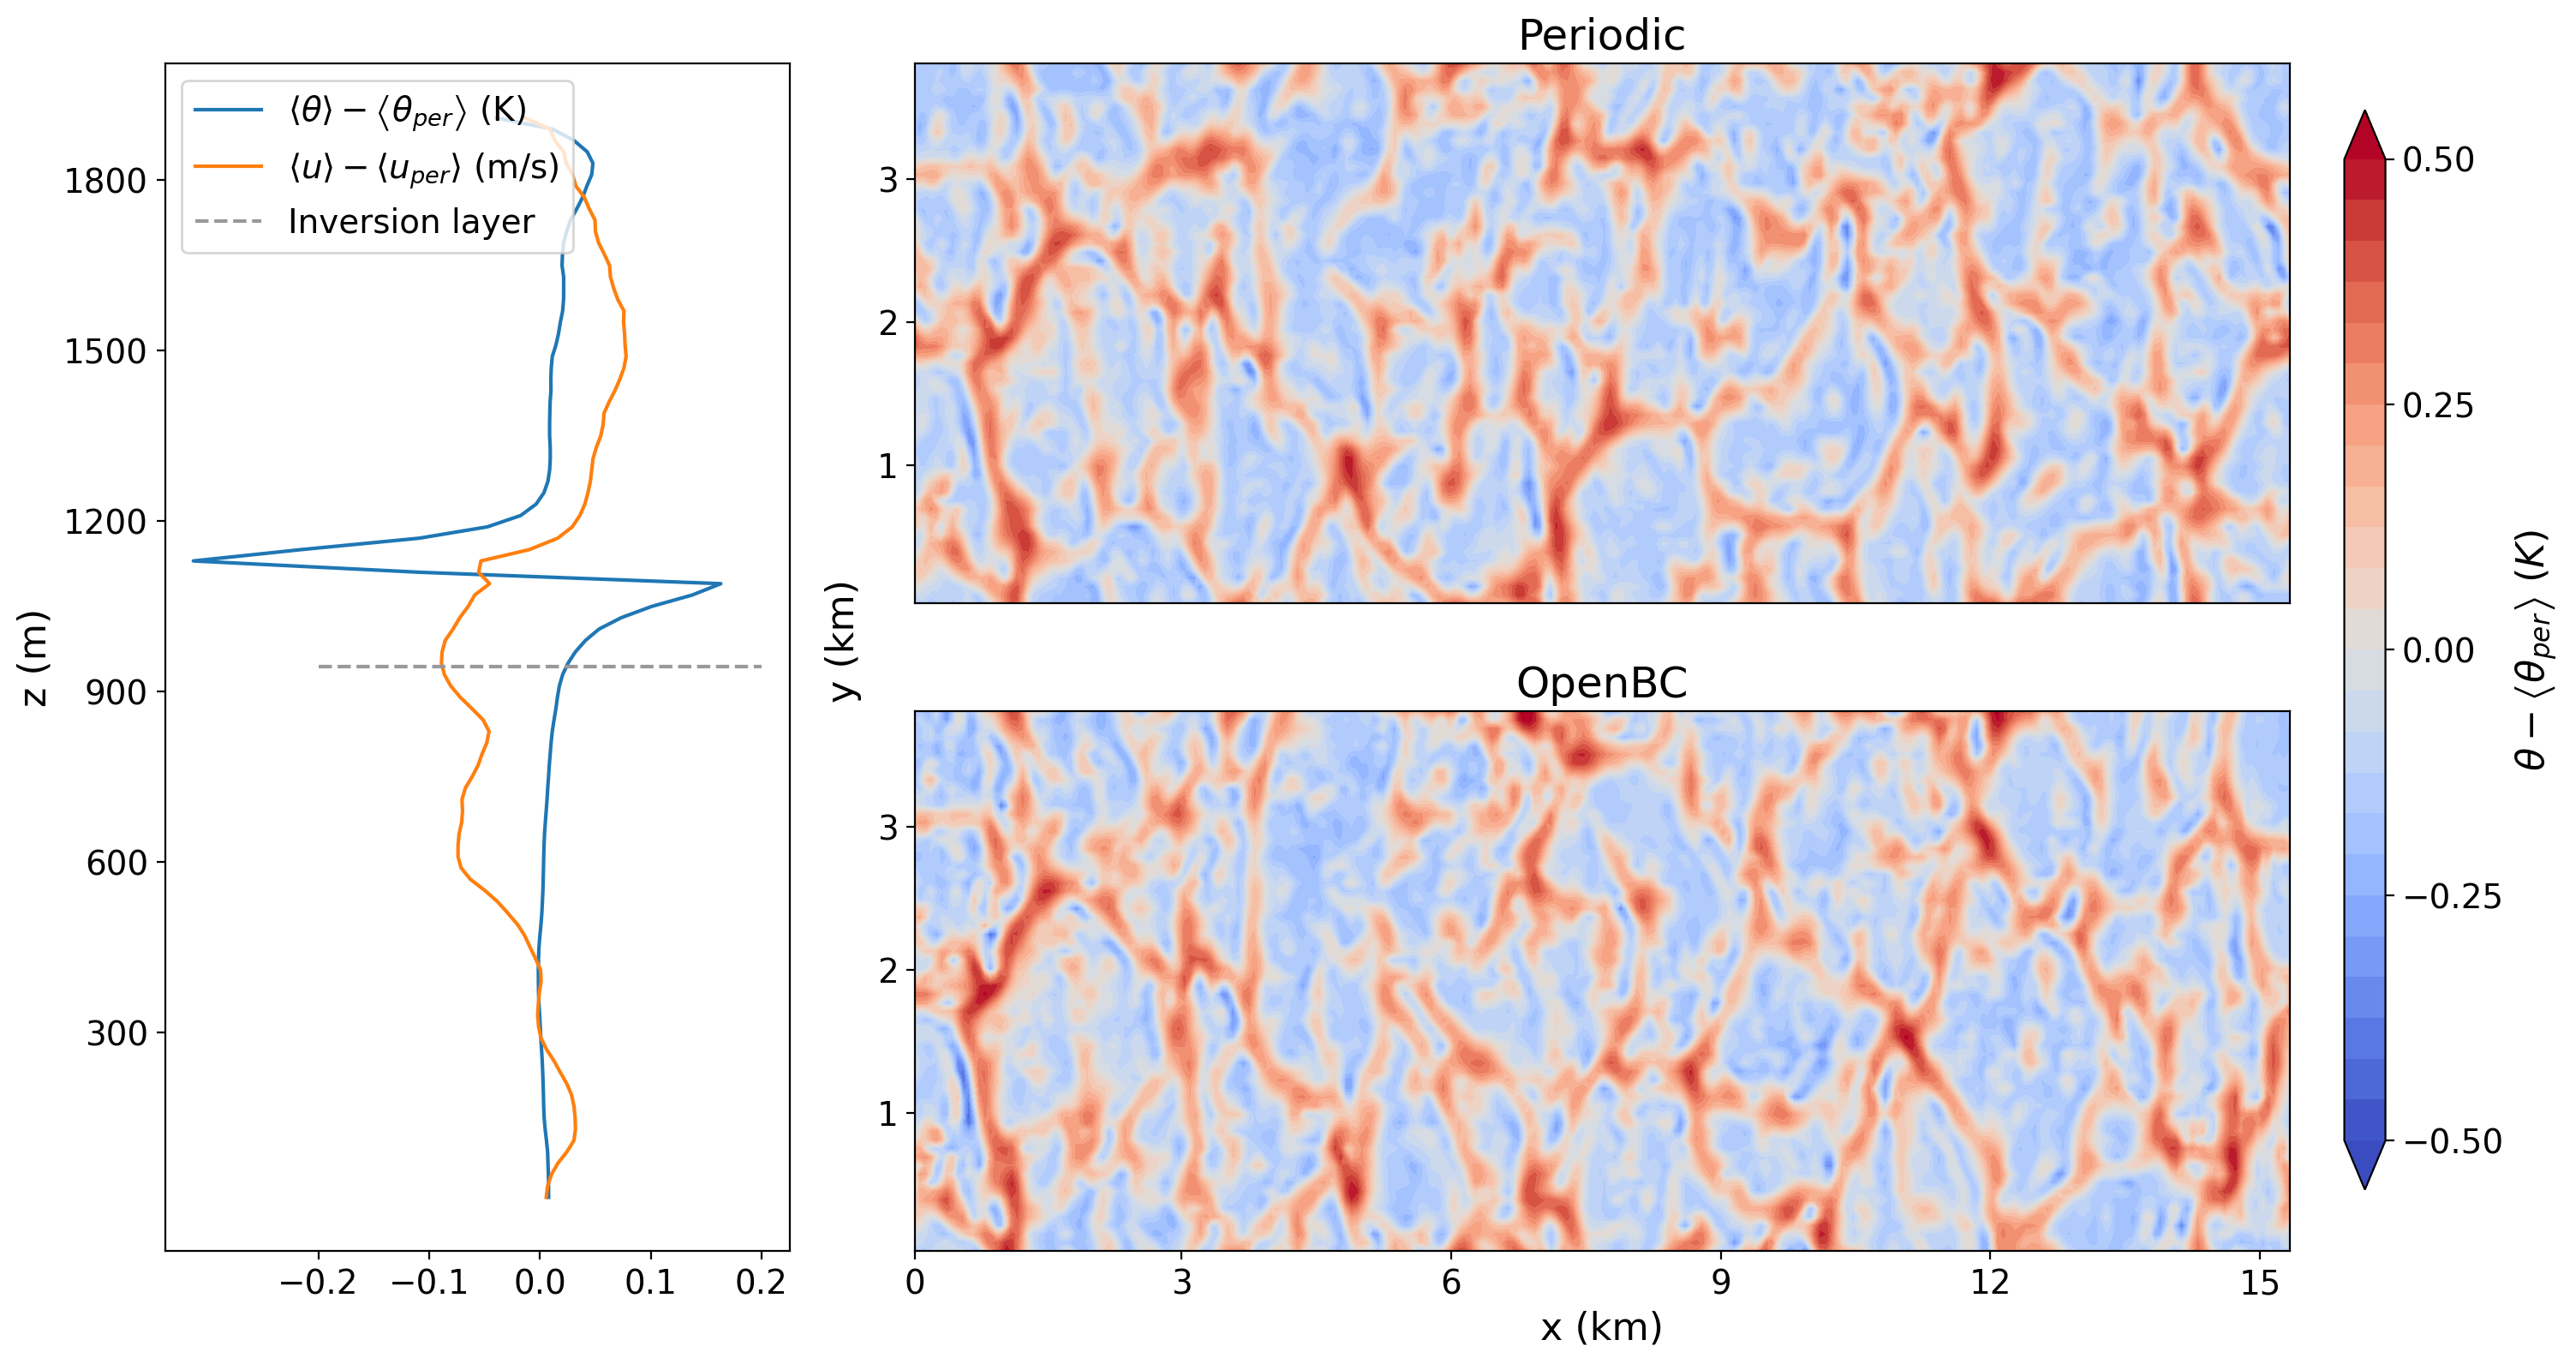 ⟨θ⟩ − ⟨θ_per⟩ (K)
⟨u⟩ − ⟨u_per⟩ (m/s)
Inversion layer
z (m)
1800
1500
1200
900
600
300
−0.2 −0.1 0.0 0.1 0.2
Periodic
3
2
1
y (km)
OpenBC
3
2
1
0 3 6 9 12 15
x (km)
0.50
0.25
0.00
−0.25
−0.50
θ − ⟨θ_per⟩ (K)